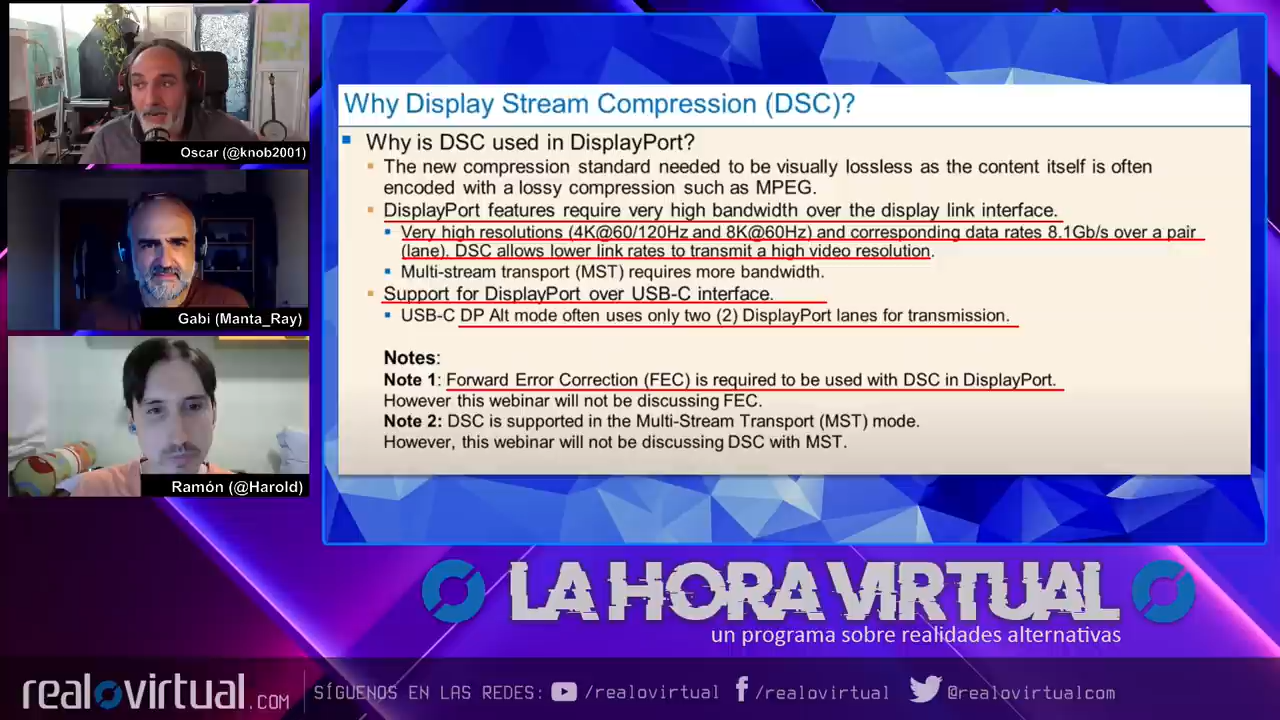 Oscar (@knob2001)
Gabi (Manta_Ray)
Ramón (@Harold)
Why Display Stream Compression (DSC)?
Why is DSC used in DisplayPort?
The new compression standard needed to be visually lossless as the content itself is often
encoded with a lossy compression such as MPEG.
DisplayPort features require very high bandwidth over the display link interface.
Very high resolutions (4K@60/120Hz and 8K@60Hz) and corresponding data rates 8.1Gb/s over a pair
(lane). DSC allows lower link rates to transmit a high video resolution.
Multi-stream transport (MST) requires more bandwidth.
Support for DisplayPort over USB-C interface.
USB-C DP Alt mode often uses only two (2) DisplayPort lanes for transmission.
Notes:
Note 1: Forward Error Correction (FEC) is required to be used with DSC in DisplayPort.
However this webinar will not be discussing FEC.
Note 2: DSC is supported in the Multi-Stream Transport (MST) mode.
However, this webinar will not be discussing DSC with MST.
LA HORA VIRTUAL
un programa sobre realidades alternativas
realovirtual.COM
SÍGUENOS EN LAS REDES: /realovirtual /realovirtual @realovirtualcom